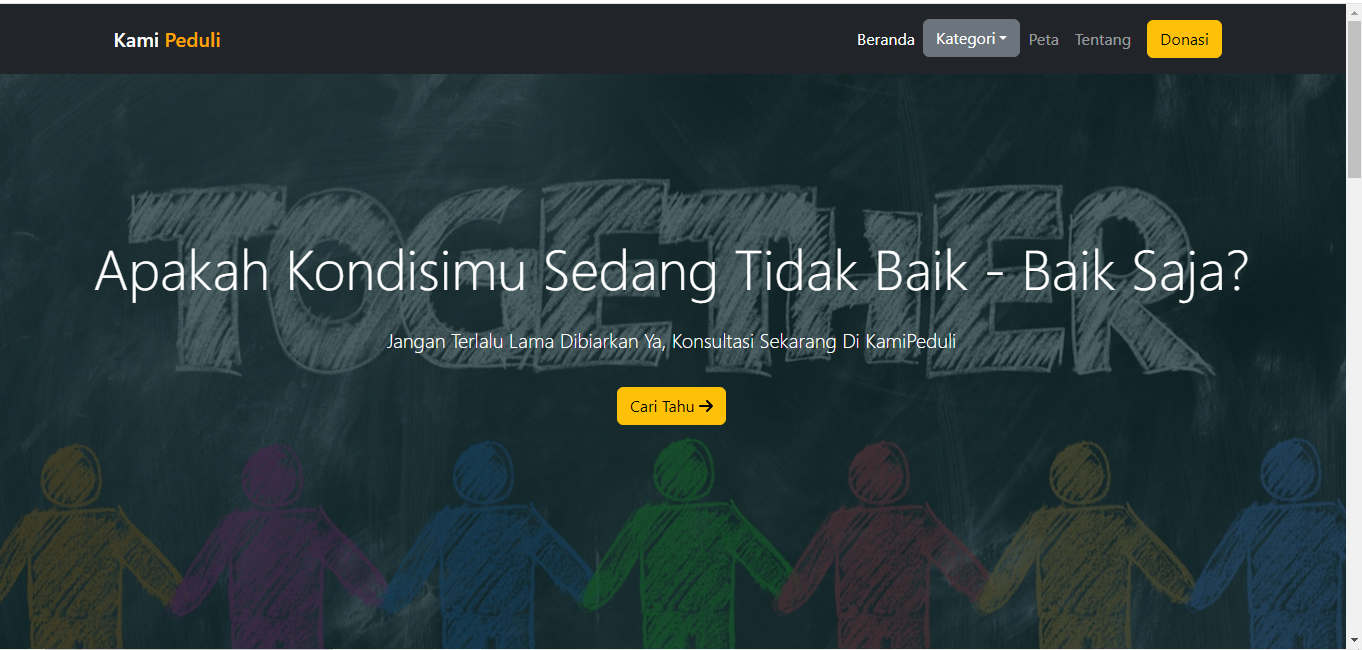 Kami Peduli
Beranda Kategori Peta Tentang Donasi
TOGETHER
Apakah Kondisimu Sedang Tidak Baik - Baik Saja?
Jangan Terlalu Lama Dibiarkan Ya, Konsultasi Sekarang Di KamiPeduli
Cari Tahu →